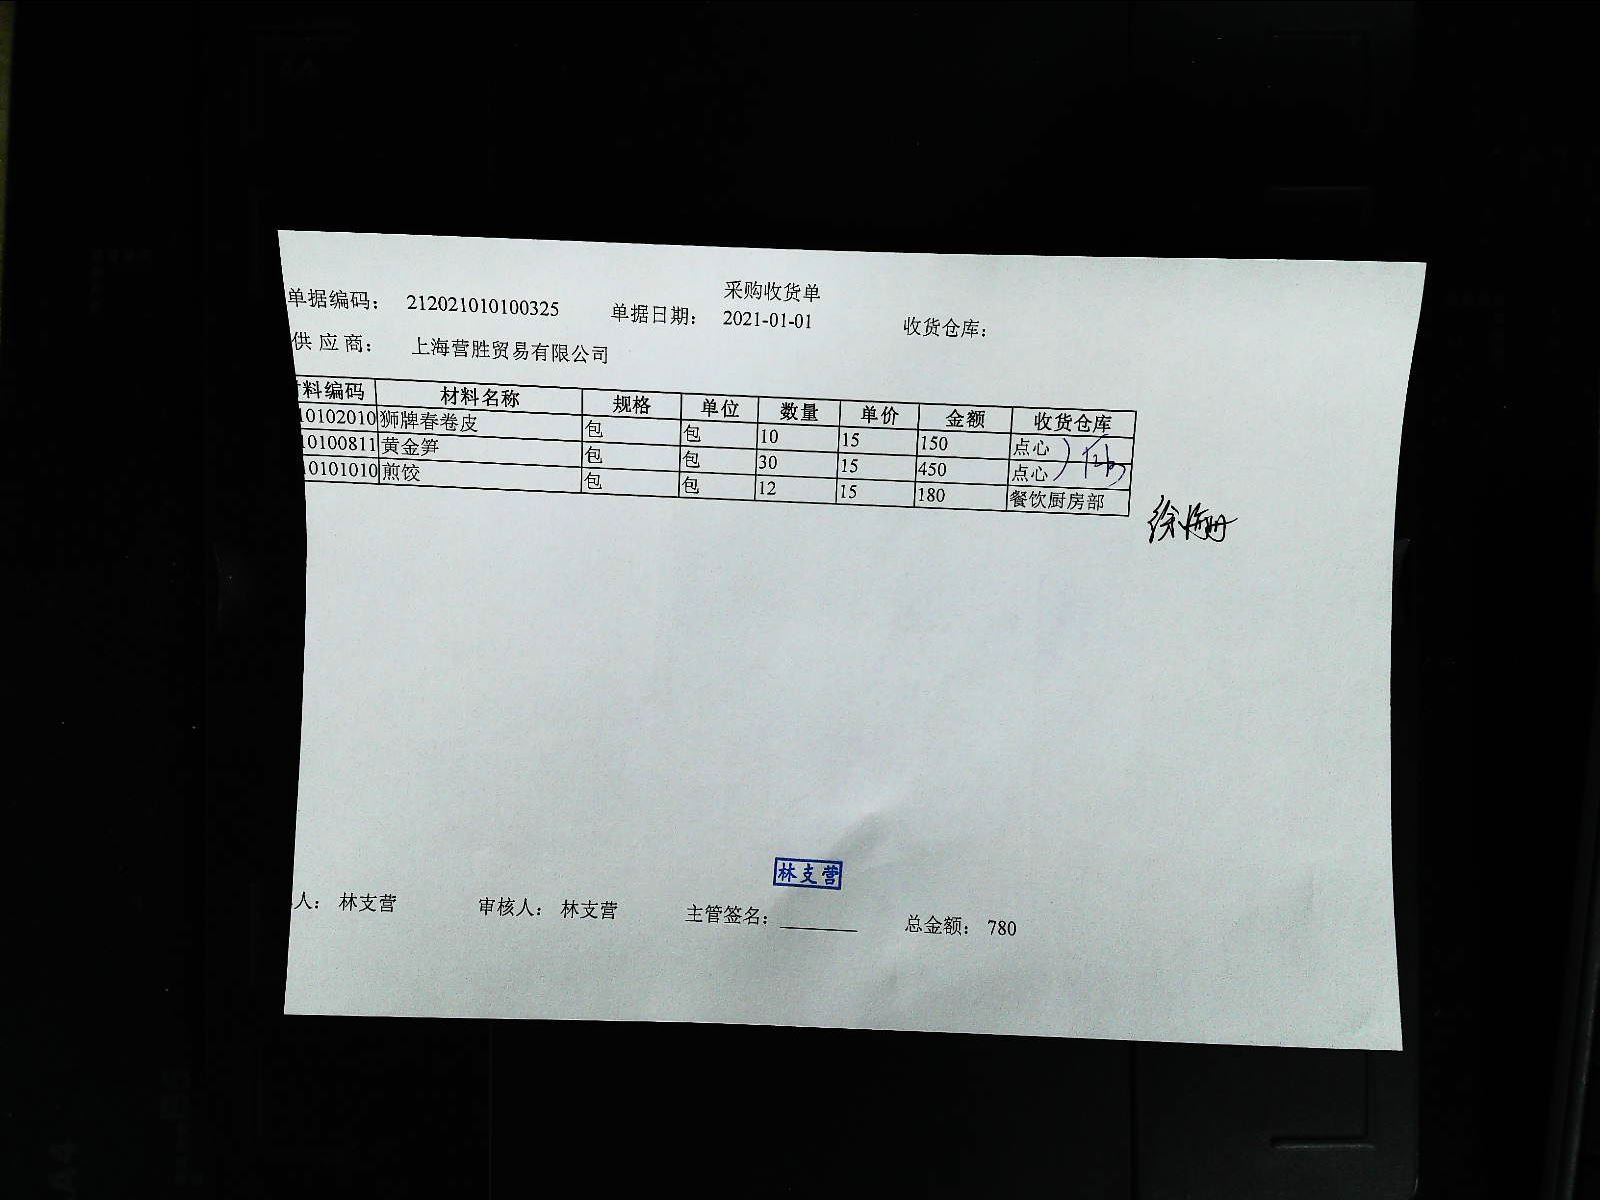 采购收货单
单据编码： 212021010100325 单据日期： 2021-01-01 收货仓库：
供 应 商： 上海营胜贸易有限公司
料编码 材料名称 规格 单位 数量 单价 金额 收货仓库
10102010 狮牌春卷皮 包 包 10 15 150 点心
10100811 黄金笋 包 包 30 15 450 点心
10101010 煎饺 包 包 12 15 180 餐饮厨房部
林支营
人： 林支营 审核人： 林支营 主管签名： 总金额： 780